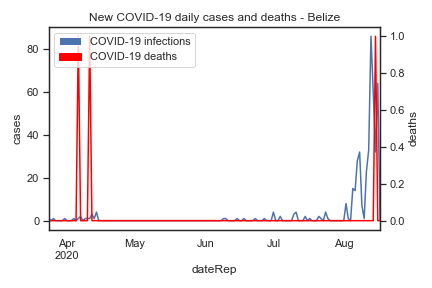 New COVID-19 daily cases and deaths - Belize
COVID-19 infections
COVID-19 deaths
80
60
40
20
0
cases
1.0
0.8
0.6
0.4
0.2
0.0
deaths
Apr May Jun Jul Aug
2020
dateRep